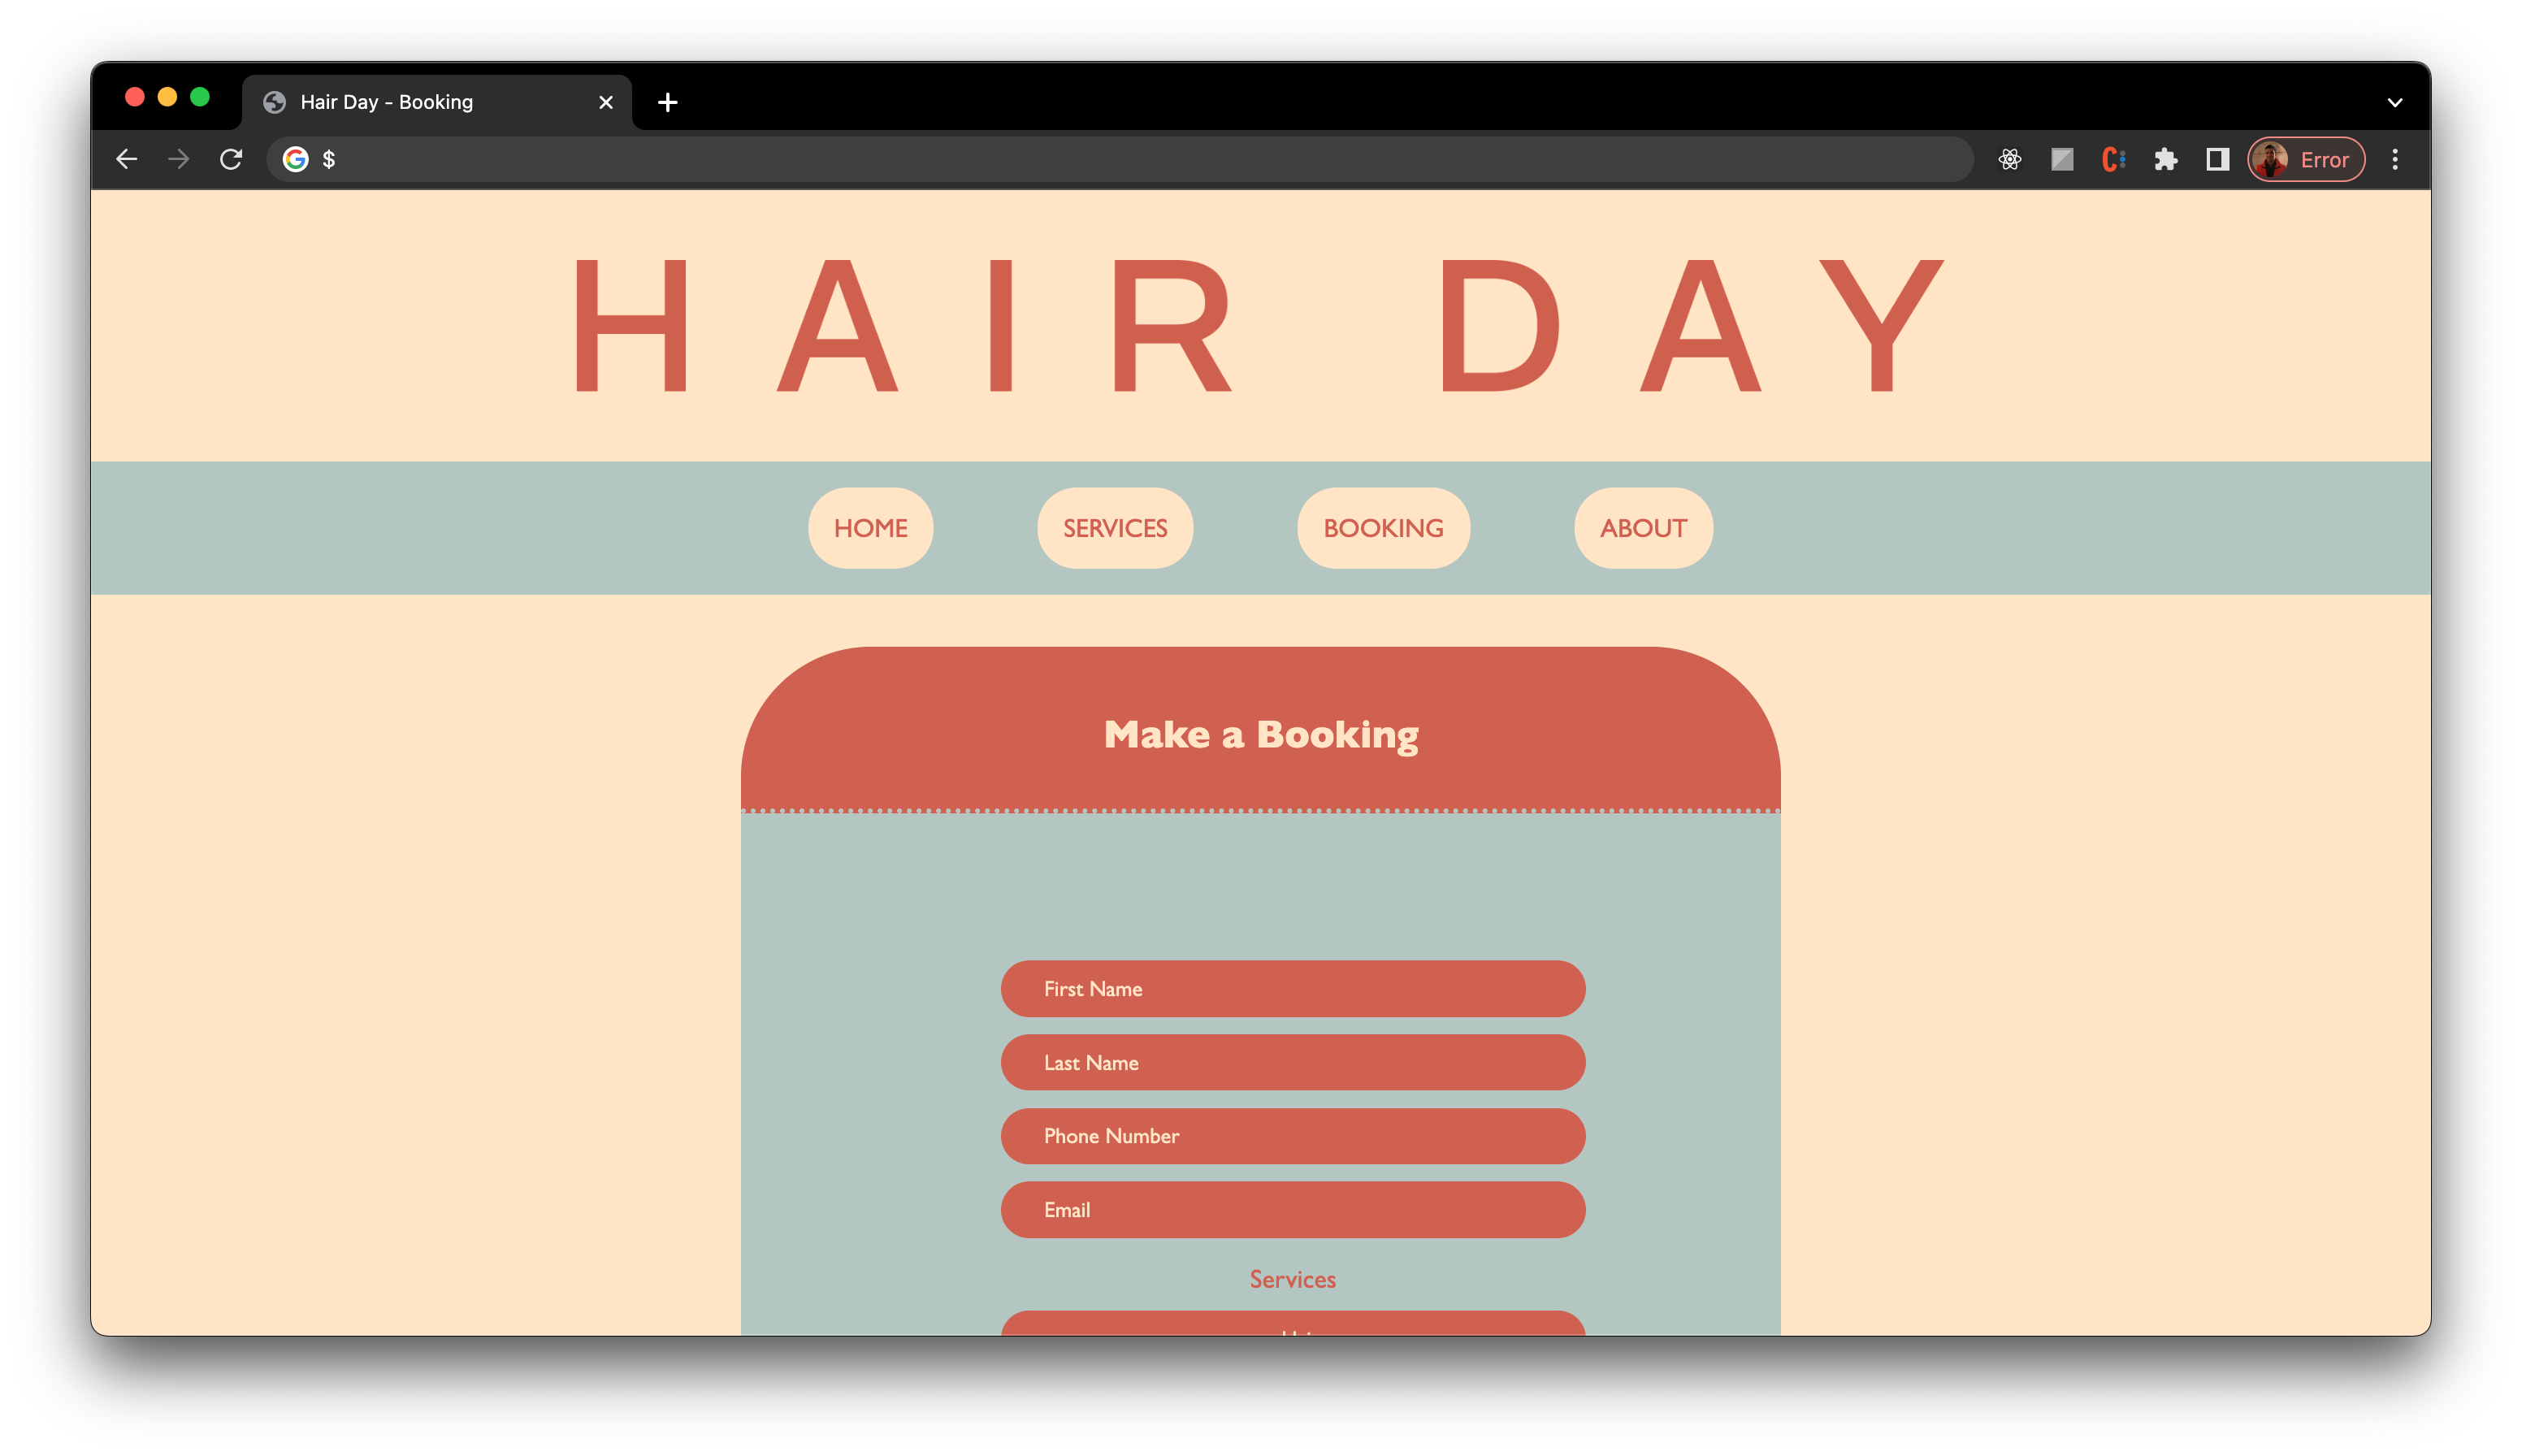 Hair Day - Booking
$
Error
HAIR DAY
HOME SERVICES BOOKING ABOUT
Make a Booking
First Name
Last Name
Phone Number
Email
Services